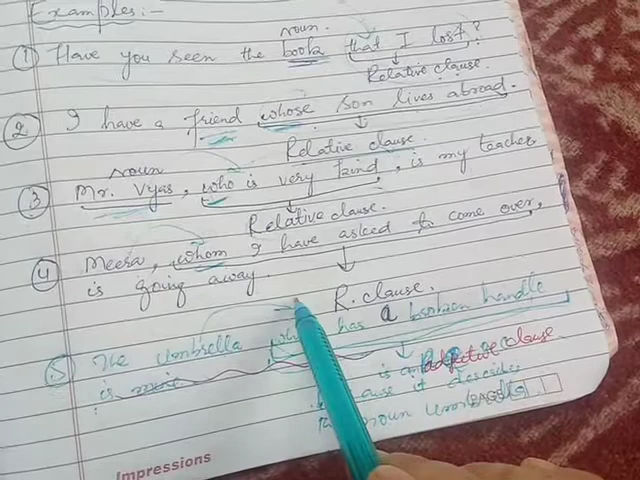 Examples:-
noun.
① Have you seen the book that I lost?
Relative clause.
② I have a friend whose son lives abroad.
Relative clause.
noun
③ Mr. Vyas, who is very kind, is my teacher
Relative clause.
④ Meera, whom I have asked to come over,
is going away.
R. clause.
⑤ The Umbrella has a broken handle
is mine
is adjective clause
it describes
noun Umbrella
PAGE
Impressions